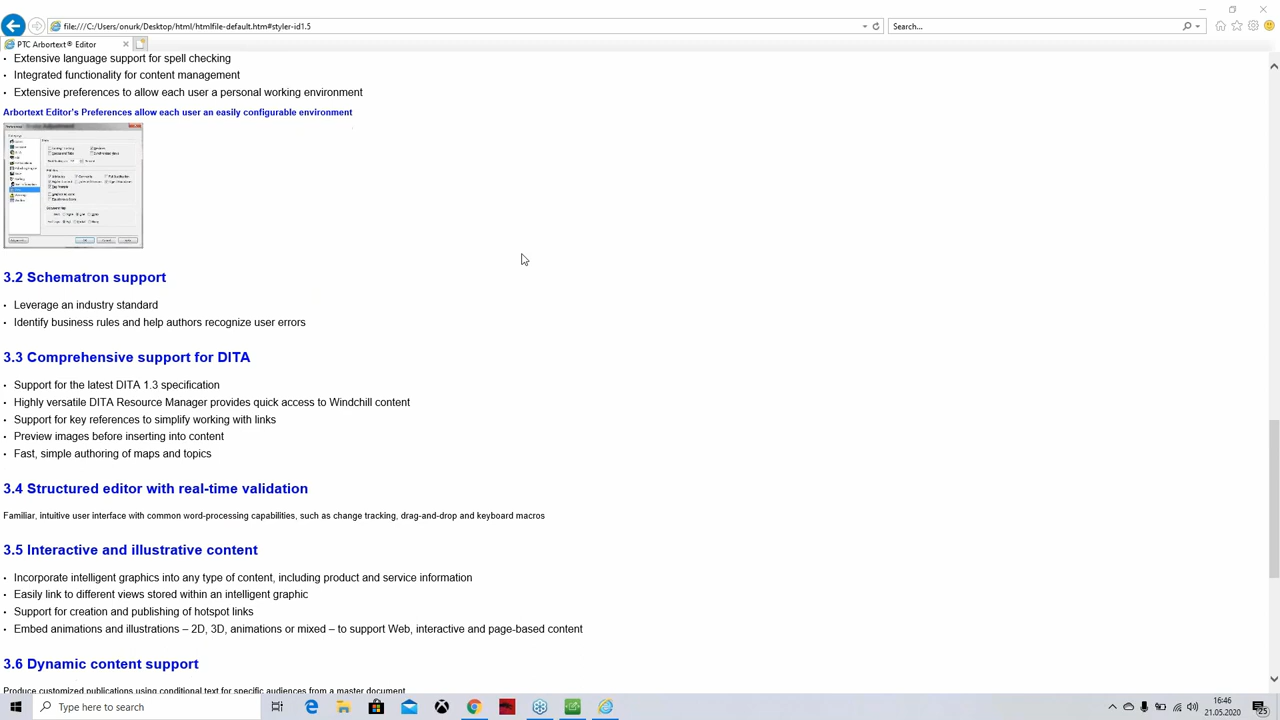 file:///C:/Users/onurk/Desktop/html/htmlfile-default.htm#styler-id1.5
Search...
PTC Arbortext® Editor
• Extensive language support for spell checking
• Integrated functionality for content management
• Extensive preferences to allow each user a personal working environment
Arbortext Editor's Preferences allow each user an easily configurable environment
3.2 Schematron support
• Leverage an industry standard
• Identify business rules and help authors recognize user errors
3.3 Comprehensive support for DITA
• Support for the latest DITA 1.3 specification
• Highly versatile DITA Resource Manager provides quick access to Windchill content
• Support for key references to simplify working with links
• Preview images before inserting into content
• Fast, simple authoring of maps and topics
3.4 Structured editor with real-time validation
Familiar, intuitive user interface with common word-processing capabilities, such as change tracking, drag-and-drop and keyboard macros
3.5 Interactive and illustrative content
• Incorporate intelligent graphics into any type of content, including product and service information
• Easily link to different views stored within an intelligent graphic
• Support for creation and publishing of hotspot links
• Embed animations and illustrations – 2D, 3D, animations or mixed – to support Web, interactive and page-based content
3.6 Dynamic content support
Produce customized publications using conditional text for specific audiences from a master document
Type here to search
16:46
21.05.2020
25